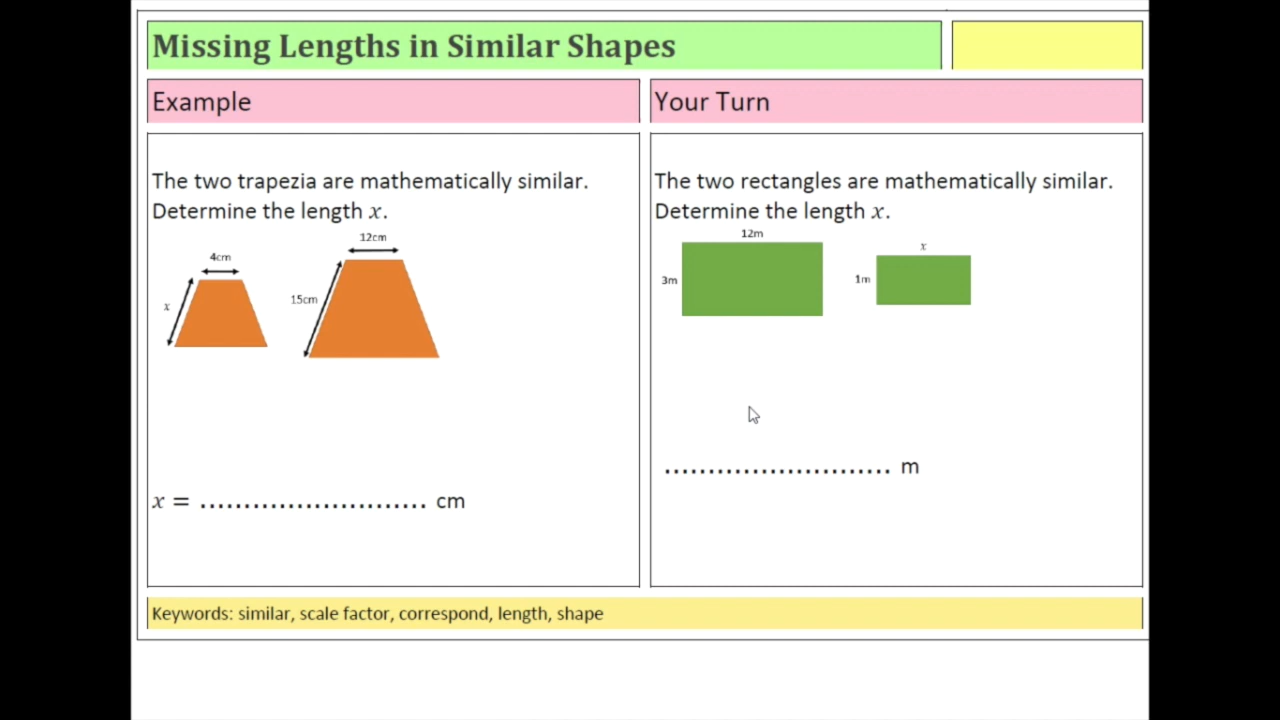 Missing Lengths in Similar Shapes
Example
Your Turn
The two trapezia are mathematically similar.
Determine the length x.
4cm
x
12cm
15cm
x = .......................... cm
The two rectangles are mathematically similar.
Determine the length x.
12m
3m
x
1m
.......................... m
Keywords: similar, scale factor, correspond, length, shape